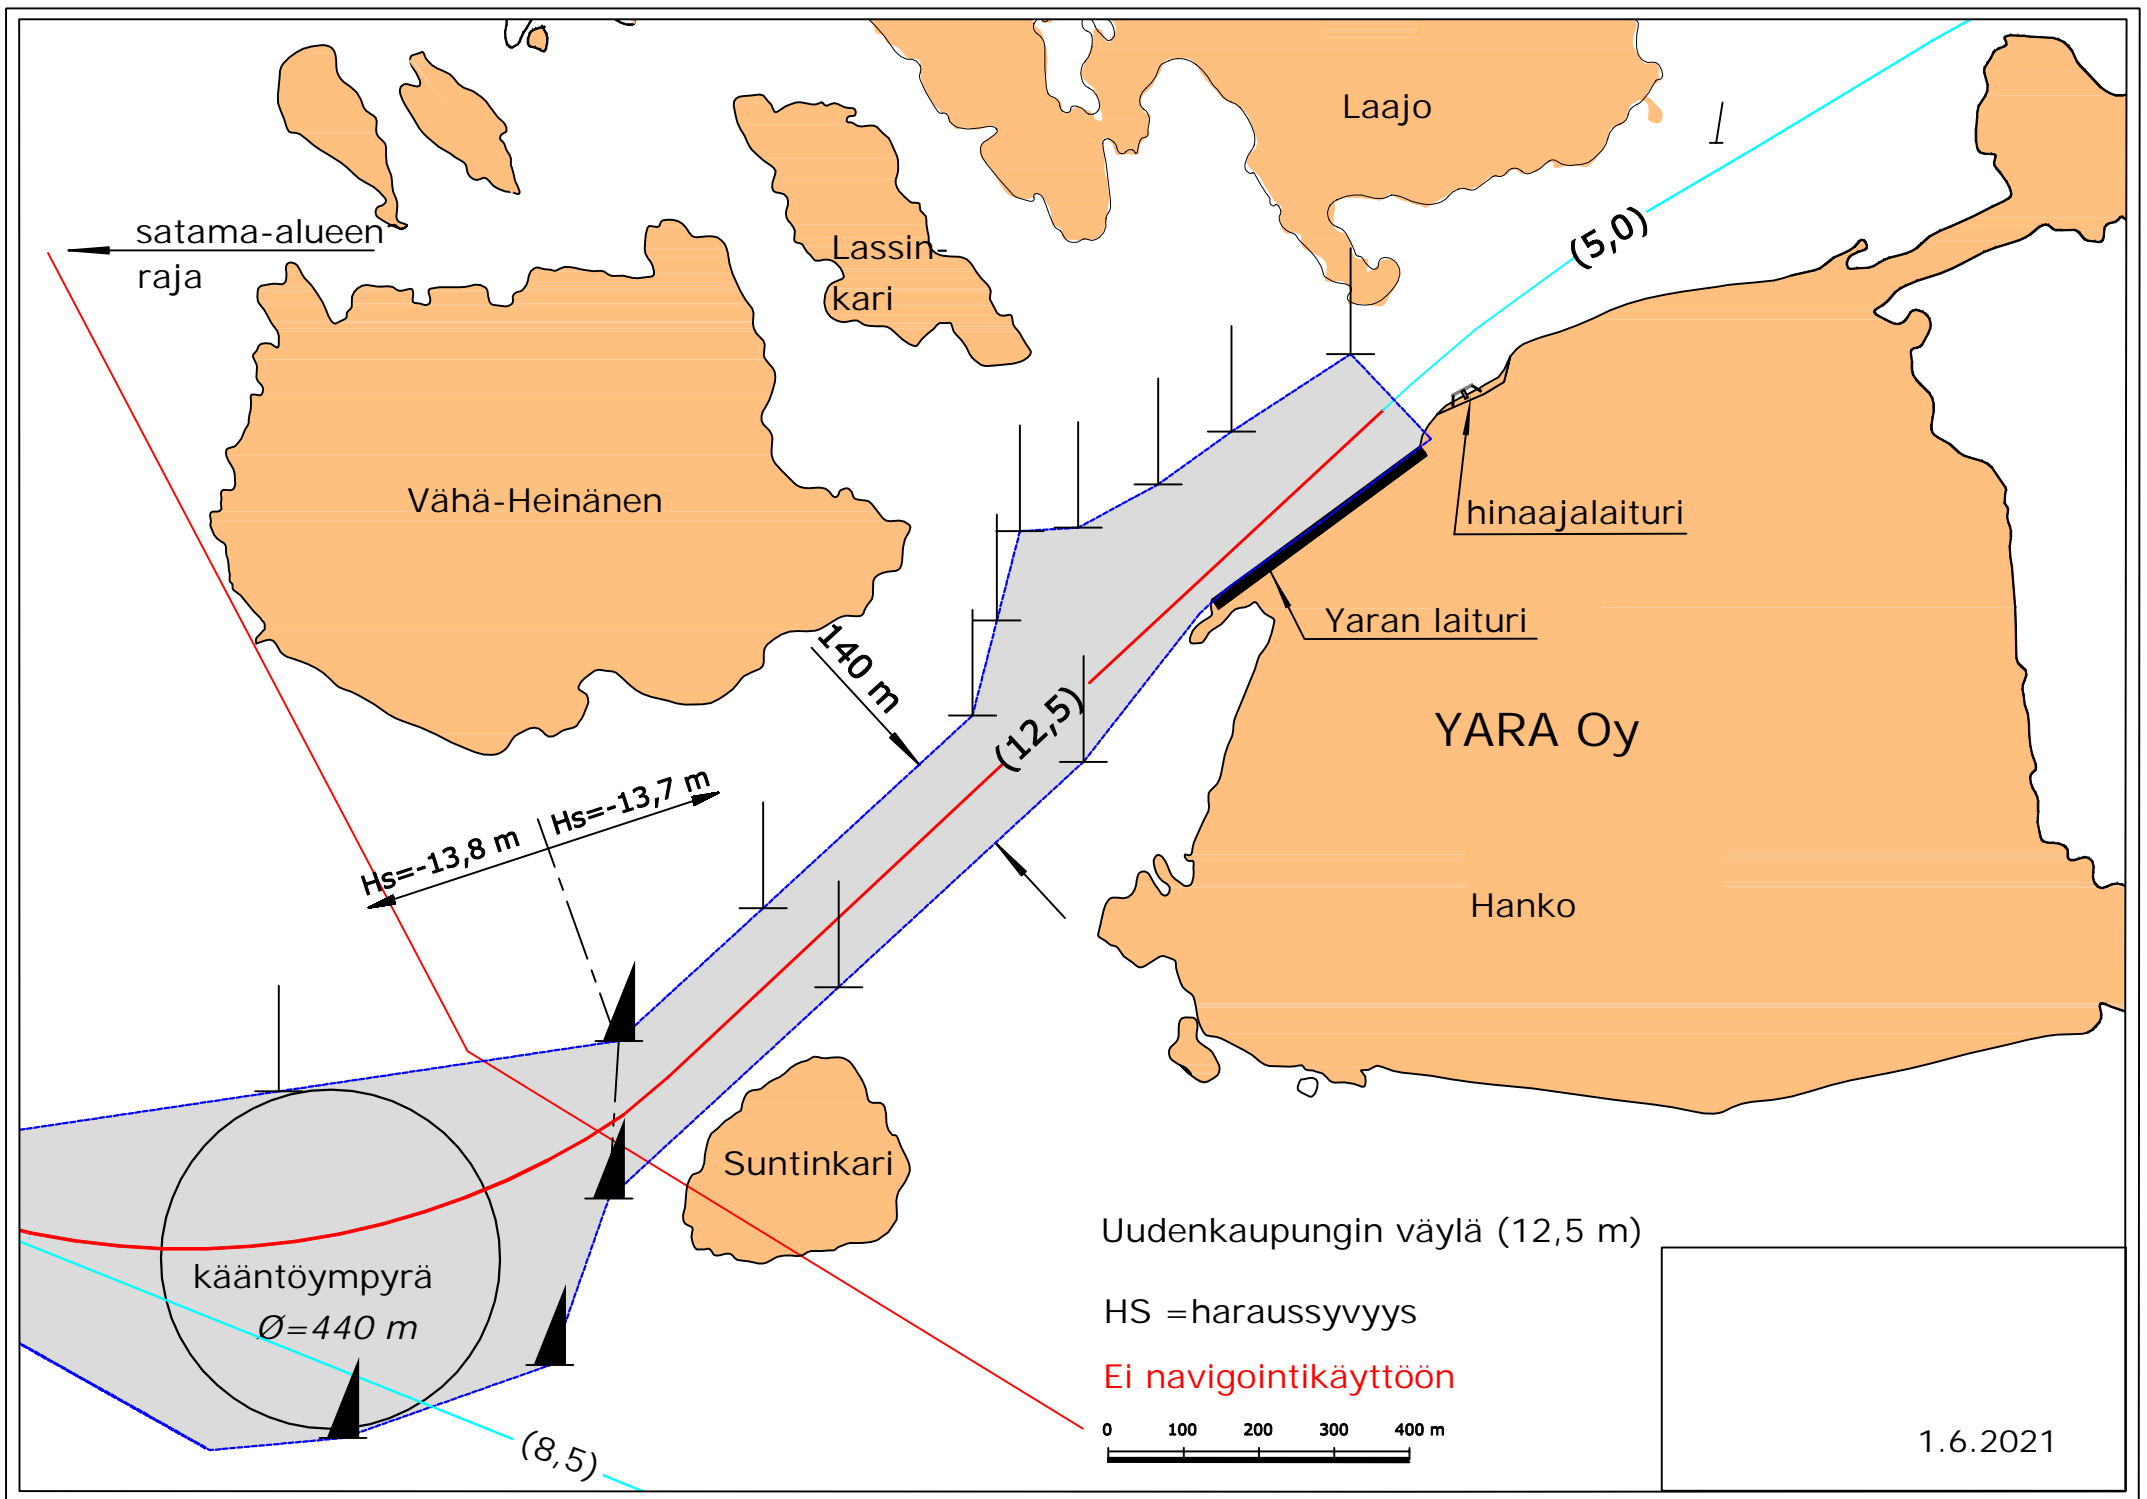 Laajo
satama-alueen
raja
(5,0)
Lassin-
kari
Vähä-Heinänen
hinaajalaituri
Yaran laituri
140 m
(12,5)
YARA Oy
Hs=-13,7 m
Hs=-13,8 m
Hanko
Suntinkari
Uudenkaupungin väylä (12,5 m)
kääntöympyrä
Ø=440 m
HS =haraussyvyys
Ei navigointikäyttöön
0 100 200 300 400 m
(8,5)
1.6.2021